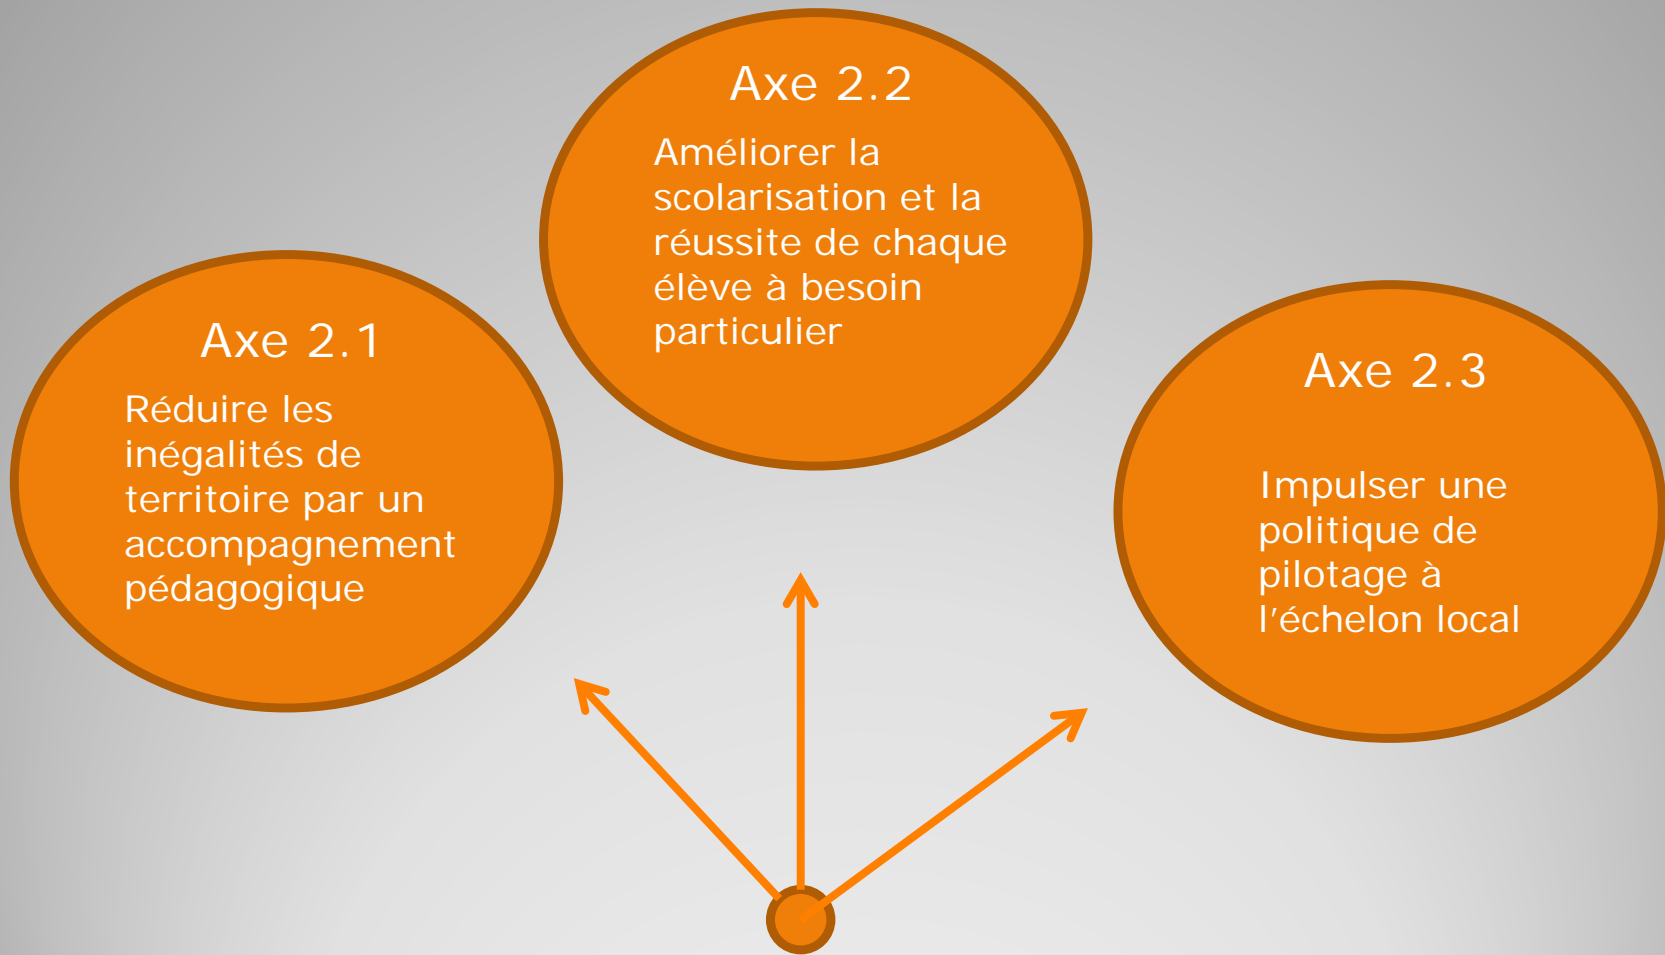 Axe 2.1
Réduire les
inégalités de
territoire par un
accompagnement
pédagogique
Axe 2.2
Améliorer la
scolarisation et la
réussite de chaque
élève à besoin
particulier
Axe 2.3
Impulser une
politique de
pilotage à
l’échelon local